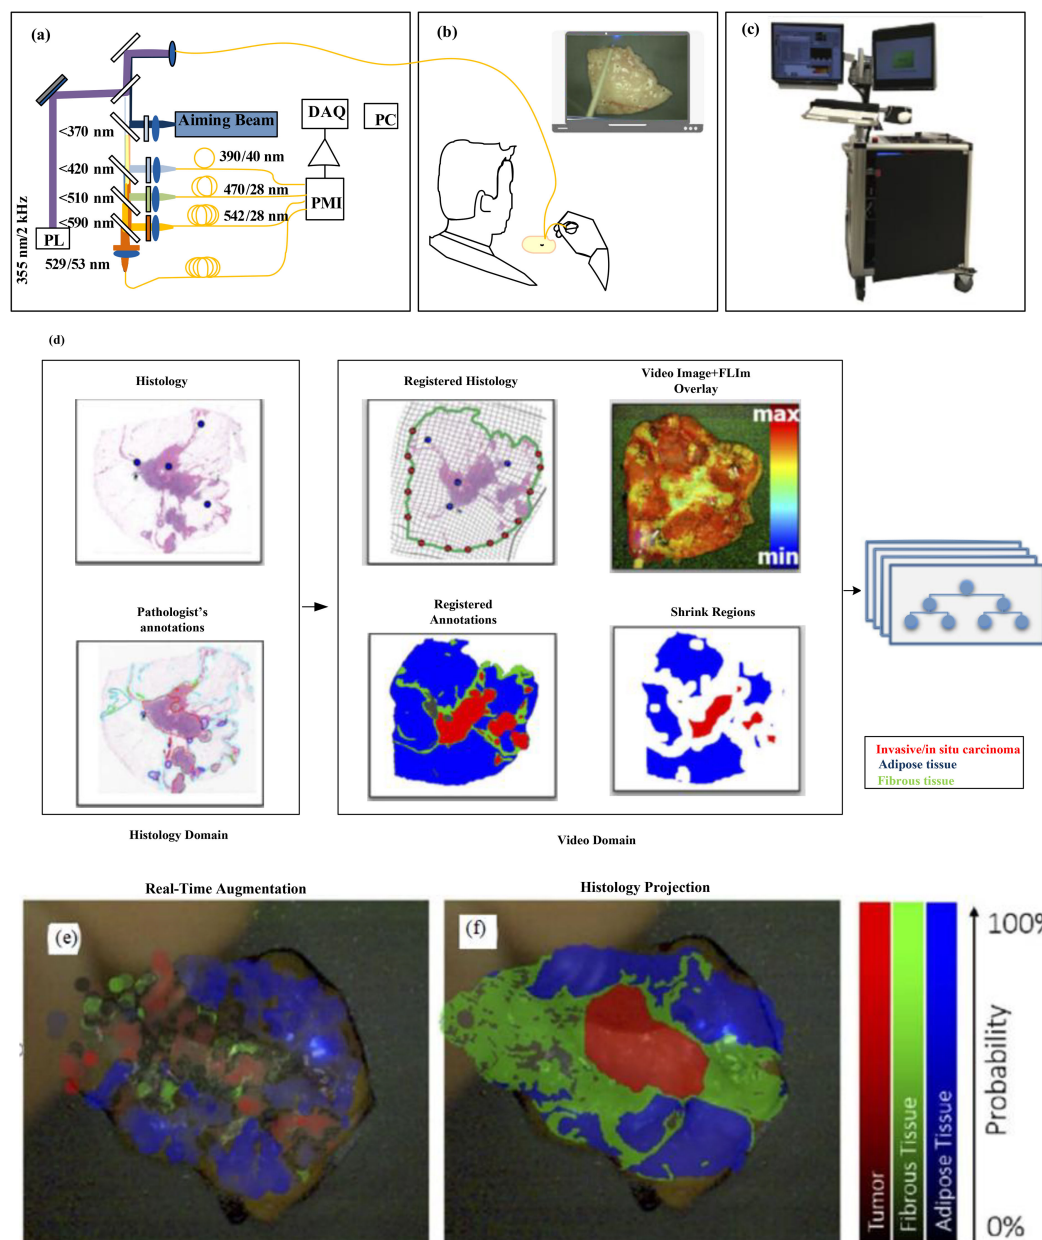 (a)
<370 nm
Aiming Beam
DAQ
PC
<420 nm
390/40 nm
<510 nm
470/28 nm
PMI
<590 nm
542/28 nm
PL
355 nm/2 kHz
529/53 nm
(b)
(c)
(d)
Histology
Registered Histology
Video Image+FLIm
Overlay
max
min
Pathologist's
annotations
Registered
Annotations
Shrink Regions
Histology Domain
Video Domain
Invasive/in situ carcinoma
Adipose tissue
Fibrous tissue
Real-Time Augmentation
Histology Projection
(e)
(f)
Tumor
Fibrous Tissue
Adipose Tissue
100%
Probability
0%